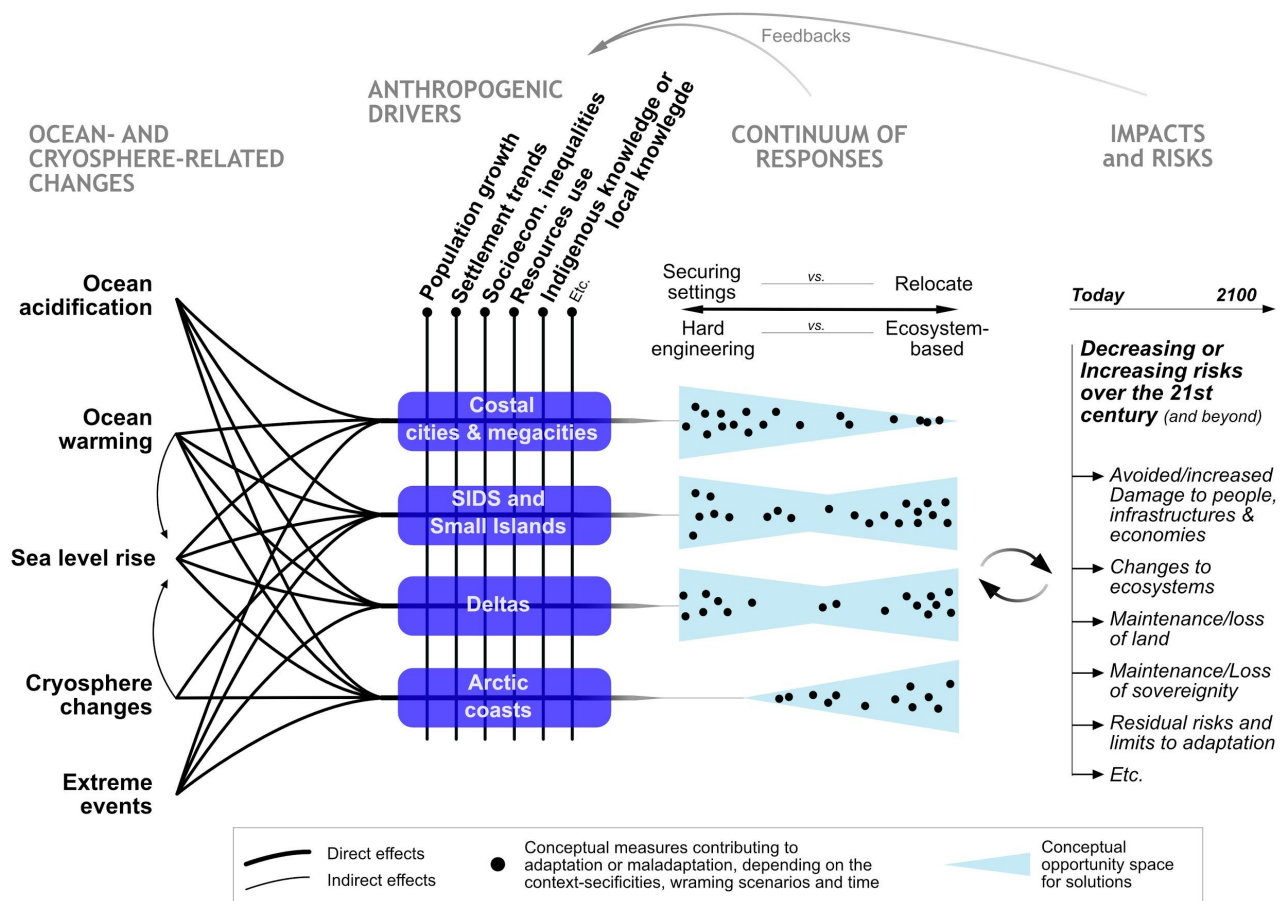 Feedbacks
OCEAN- AND
CRYOSPHERE-RELATED
CHANGES
ANTHROPOGENIC
DRIVERS
CONTINUUM OF
RESPONSES
IMPACTS
and RISKS
Population growth
Settlement trends
Socioecon. inequalities
Resources use
Indigenous knowledge or
local knowlegde
Etc.
Ocean
acidification
Ocean
warming
Sea level rise
Cryosphere
changes
Extreme
events
Costal
cities & megacities
SIDS and
Small Islands
Deltas
Arctic
coasts
Securing
settings
vs.
Relocate
Hard
engineering
vs.
Ecosystem-
based
Today 2100
Decreasing or
Increasing risks
over the 21st
century (and beyond)
Avoided/increased
Damage to people,
infrastructures &
economies
Changes to
ecosystems
Maintenance/loss
of land
Maintenance/Loss
of sovereignity
Residual risks and
limits to adaptation
Etc.
Direct effects
Indirect effects
Conceptual measures contributing to
adaptation or maladaptation, depending on the
context-secificities, wraming scenarios and time
Conceptual
opportunity space
for solutions